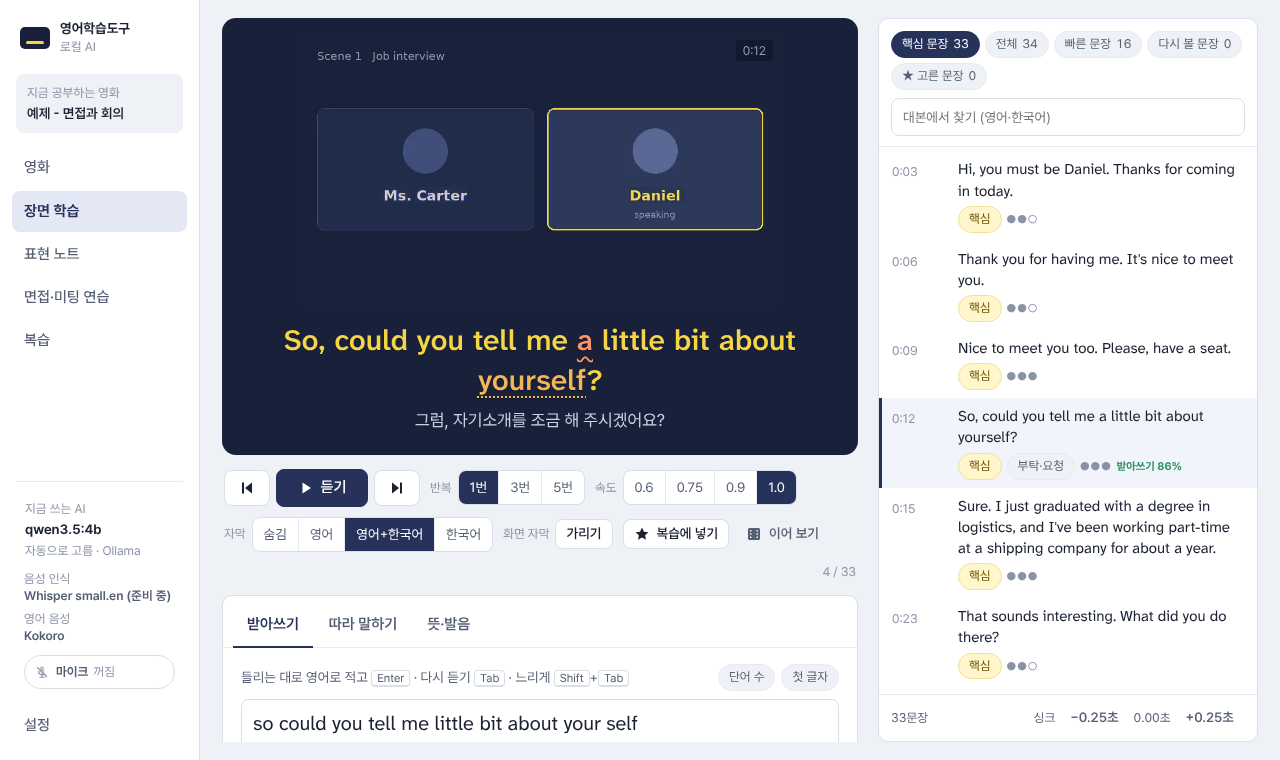 영어학습도구
로컬 AI
지금 공부하는 영화
예제 - 면접과 회의
영화
장면 학습
표현 노트
면접·미팅 연습
복습
지금 쓰는 AI
qwen3.5:4b
자동으로 고름 · Ollama
음성 인식
Whisper small.en (준비 중)
영어 음성
Kokoro
마이크 꺼짐
설정
Scene 1 Job interview
0:12
Ms. Carter
Daniel
speaking
So, could you tell me a little bit about
yourself?
그럼, 자기소개를 조금 해 주시겠어요?
듣기 반복 1번 3번 5번 속도 0.6 0.75 0.9 1.0
자막 숨김 영어 영어+한국어 한국어 화면 자막 가리기 ★ 복습에 넣기 이어 보기
4 / 33
받아쓰기 따라 말하기 뜻·발음
들리는 대로 영어로 적고 Enter · 다시 듣기 Tab · 느리게 Shift+Tab 단어 수 첫 글자
so could you tell me little bit about your self
핵심 문장 33 전체 34 빠른 문장 16 다시 볼 문장 0
★ 고른 문장 0
대본에서 찾기 (영어·한국어)
0:03 Hi, you must be Daniel. Thanks for coming
in today.
핵심
0:06 Thank you for having me. It's nice to meet
you.
핵심
0:09 Nice to meet you too. Please, have a seat.
핵심
0:12 So, could you tell me a little bit about
yourself?
핵심 부탁·요청 받아쓰기 86%
0:15 Sure. I just graduated with a degree in
logistics, and I've been working part-time
at a shipping company for about a year.
핵심
0:23 That sounds interesting. What did you do
there?
핵심
33문장 싱크 −0.25초 0.00초 +0.25초